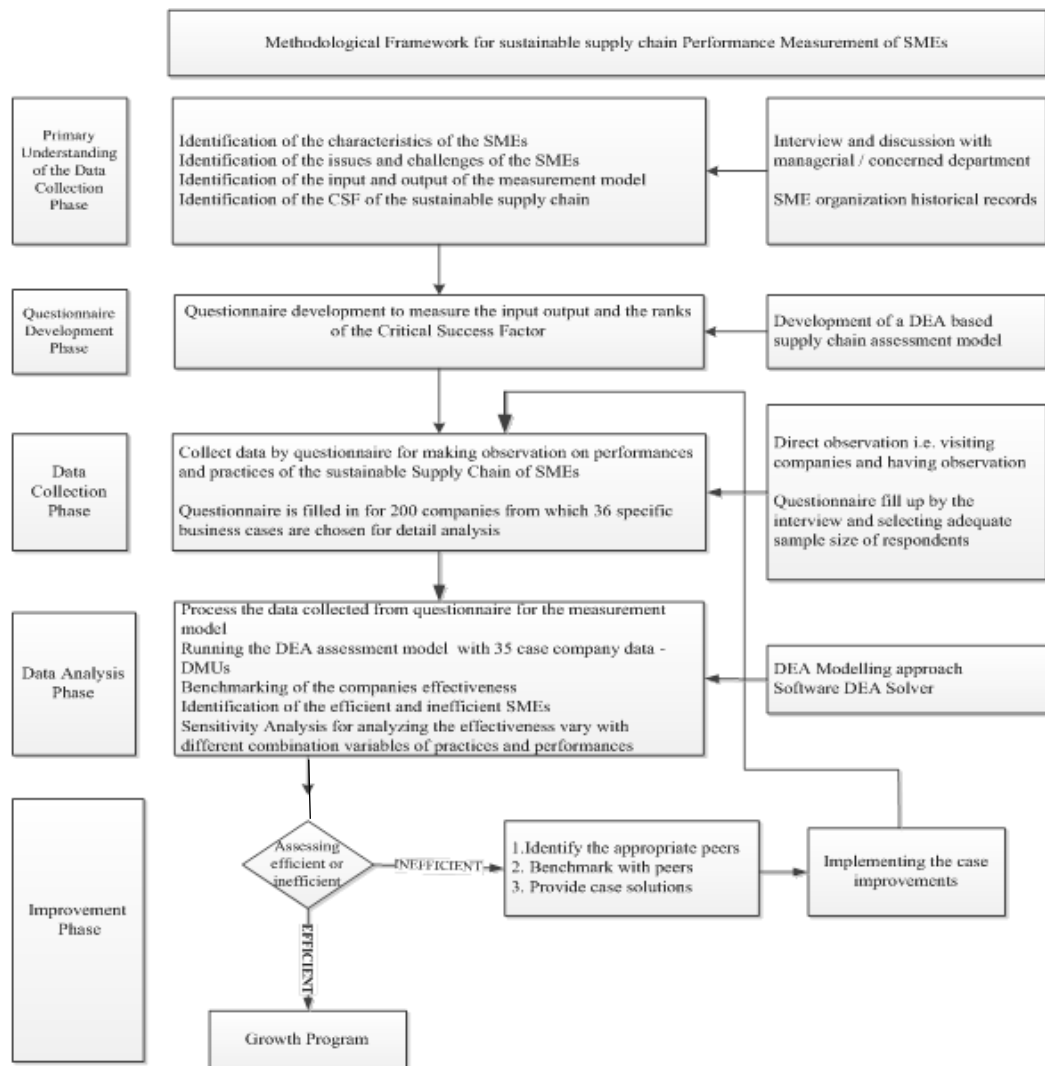 Methodological Framework for sustainable supply chain Performance Measurement of SMEs
Primary
Understanding
of the Data
Collection
Phase
Identification of the characteristics of the SMEs
Identification of the issues and challenges of the SMEs
Identification of the input and output of the measurement model
Identification of the CSF of the sustainable supply chain
Interview and discussion with
managerial / concerned department
SME organization historical records
Questionnaire
Development
Phase
Questionnaire development to measure the input output and the ranks
of the Critical Success Factor
Development of a DEA based
supply chain assessment model
Data
Collection
Phase
Collect data by questionnaire for making observation on performances
and practices of the sustainable Supply Chain of SMEs
Questionnaire is filled in for 200 companies from which 36 specific
business cases are chosen for detail analysis
Direct observation i.e. visiting
companies and having observation
Questionnaire fill up by the
interview and selecting adequate
sample size of respondents
Data Analysis
Phase
Process the data collected from questionnaire for the measurement
model
Running the DEA assessment model with 35 case company data -
DMUs
Benchmarking of the companies effectiveness
Identification of the efficient and inefficient SMEs
Sensitivity Analysis for analyzing the effectiveness vary with
different combination variables of practices and performances
DEA Modelling approach
Software DEA Solver
Improvement
Phase
Assessing
efficient or
inefficient
INEFFICIENT
1.Identify the appropriate peers
2. Benchmark with peers
3. Provide case solutions
Implementing the case
improvements
EFFICIENT
Growth Program